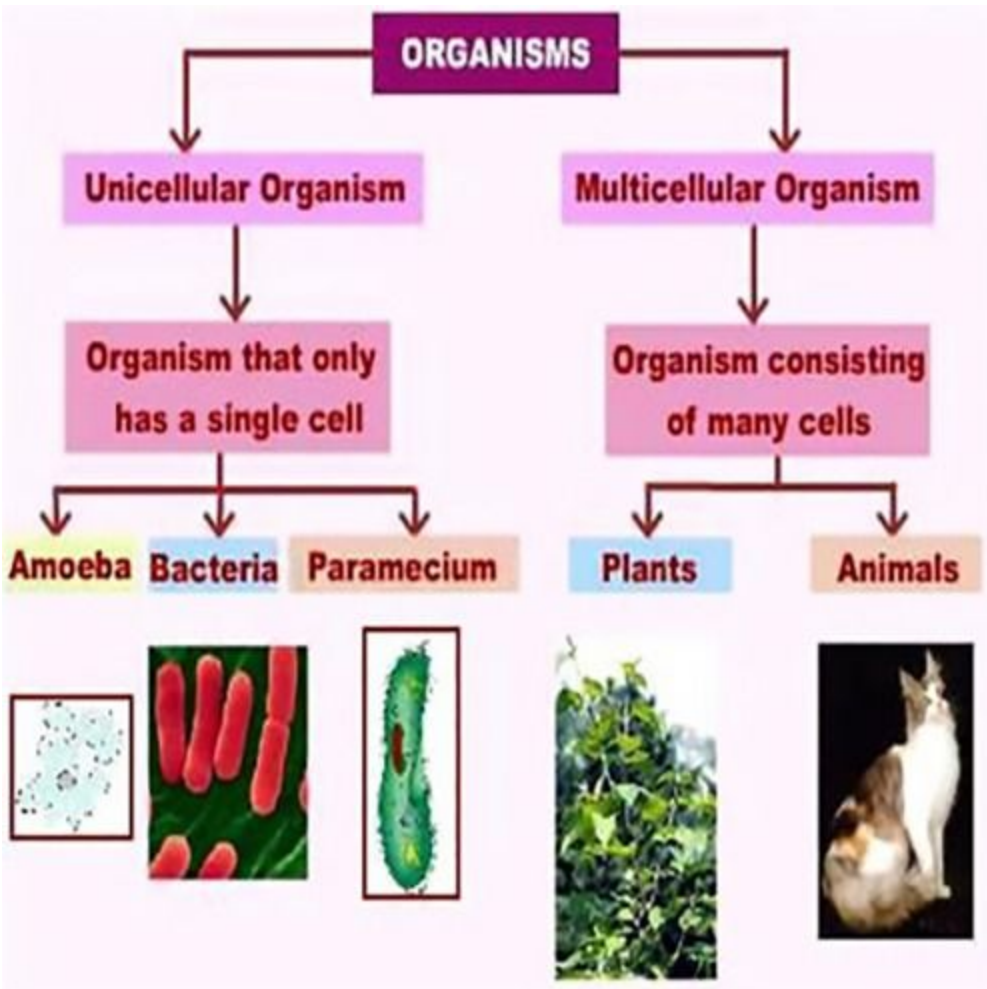 ORGANISMS
Unicellular Organism
Multicellular Organism
Organism that only
has a single cell
Organism consisting
of many cells
Amoeba
Bacteria
Paramecium
Plants
Animals